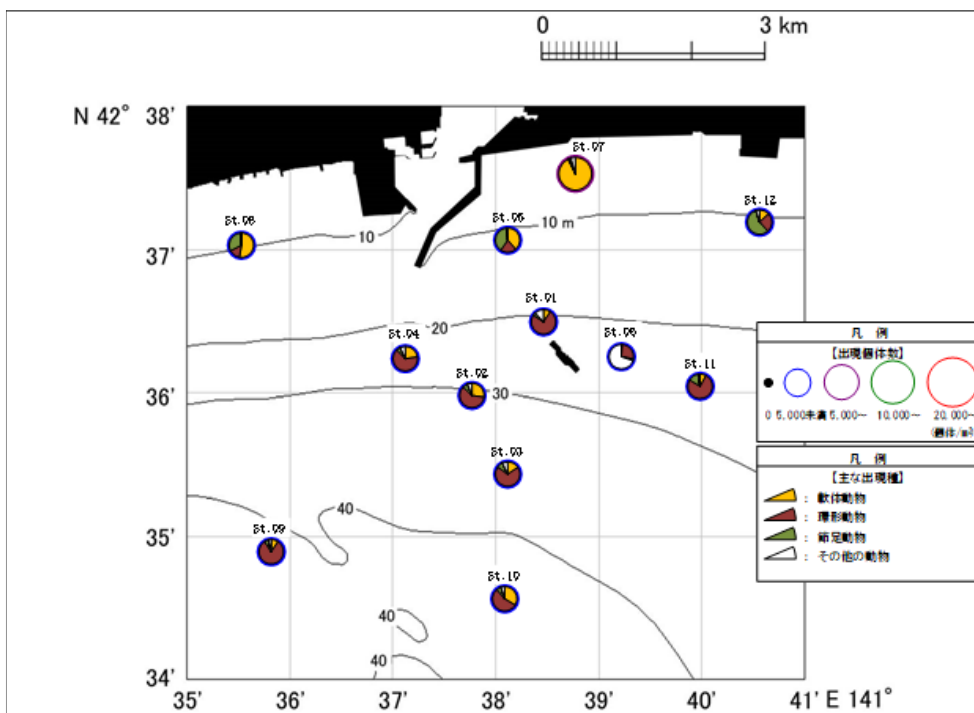 0 3 km
N 42° 38'
St.07
St.12
St.08
St.05
10 m
10
37'
St.01
20
St.04
St.06
St.02
St.11
36'
30
凡 例
【出現個体数】
0 5,000未満 5,000～ 10,000～ 20,000～
(個体/m²)
St.03
凡 例
【主な出現種】
: 軟体動物
: 環形動物
: 節足動物
: その他の動物
40
35'
St.09
St.10
40
40
34'
35' 36' 37' 38' 39' 40' 41' E 141°